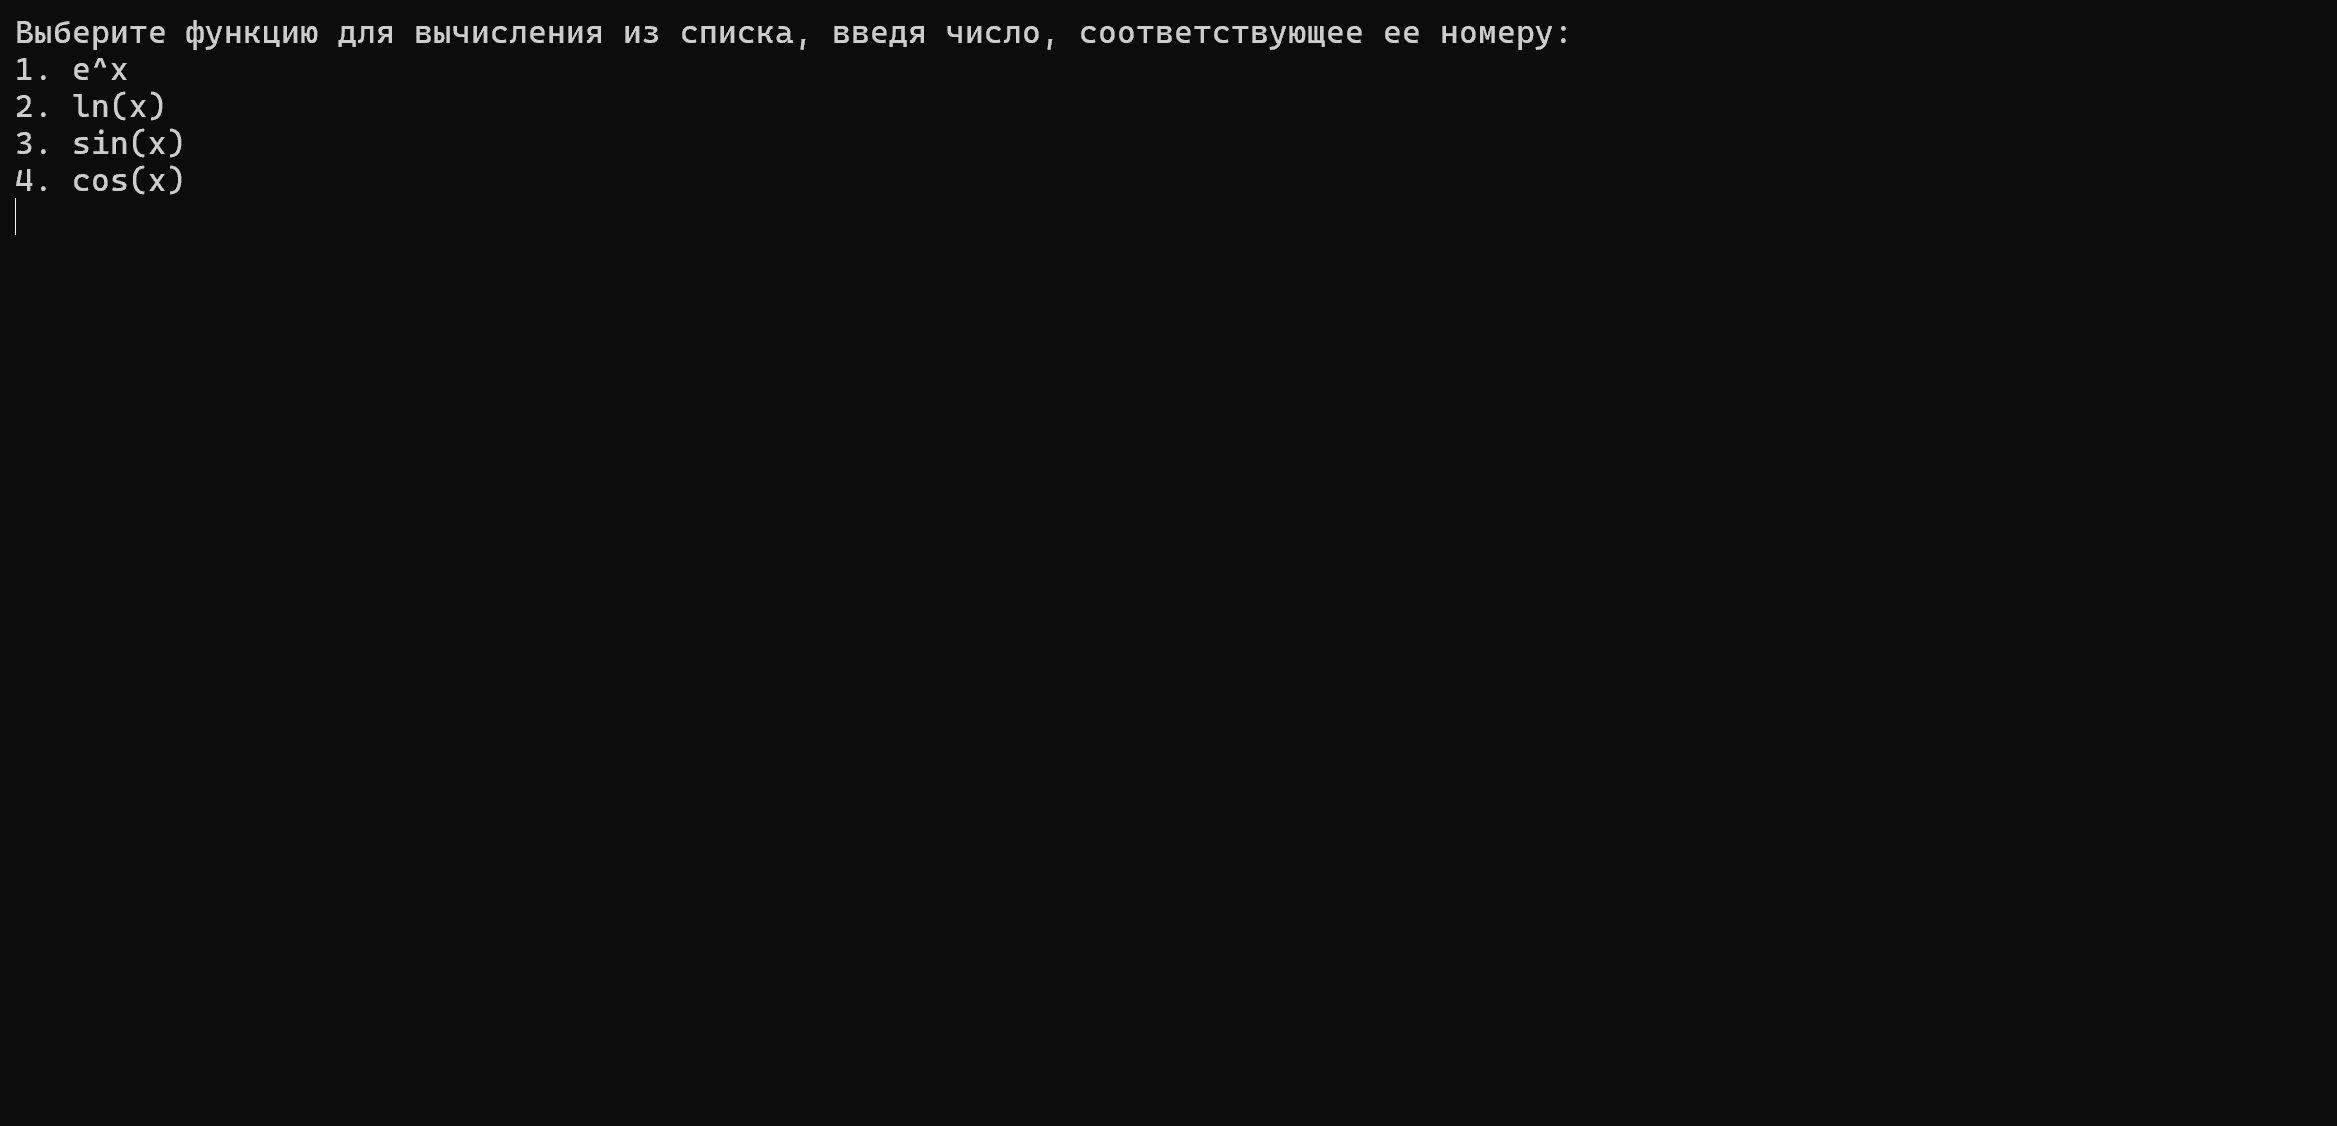 Выберите функцию для вычисления из списка, введя число, соответствующее ее номеру:
1. e^x
2. ln(x)
3. sin(x)
4. cos(x)